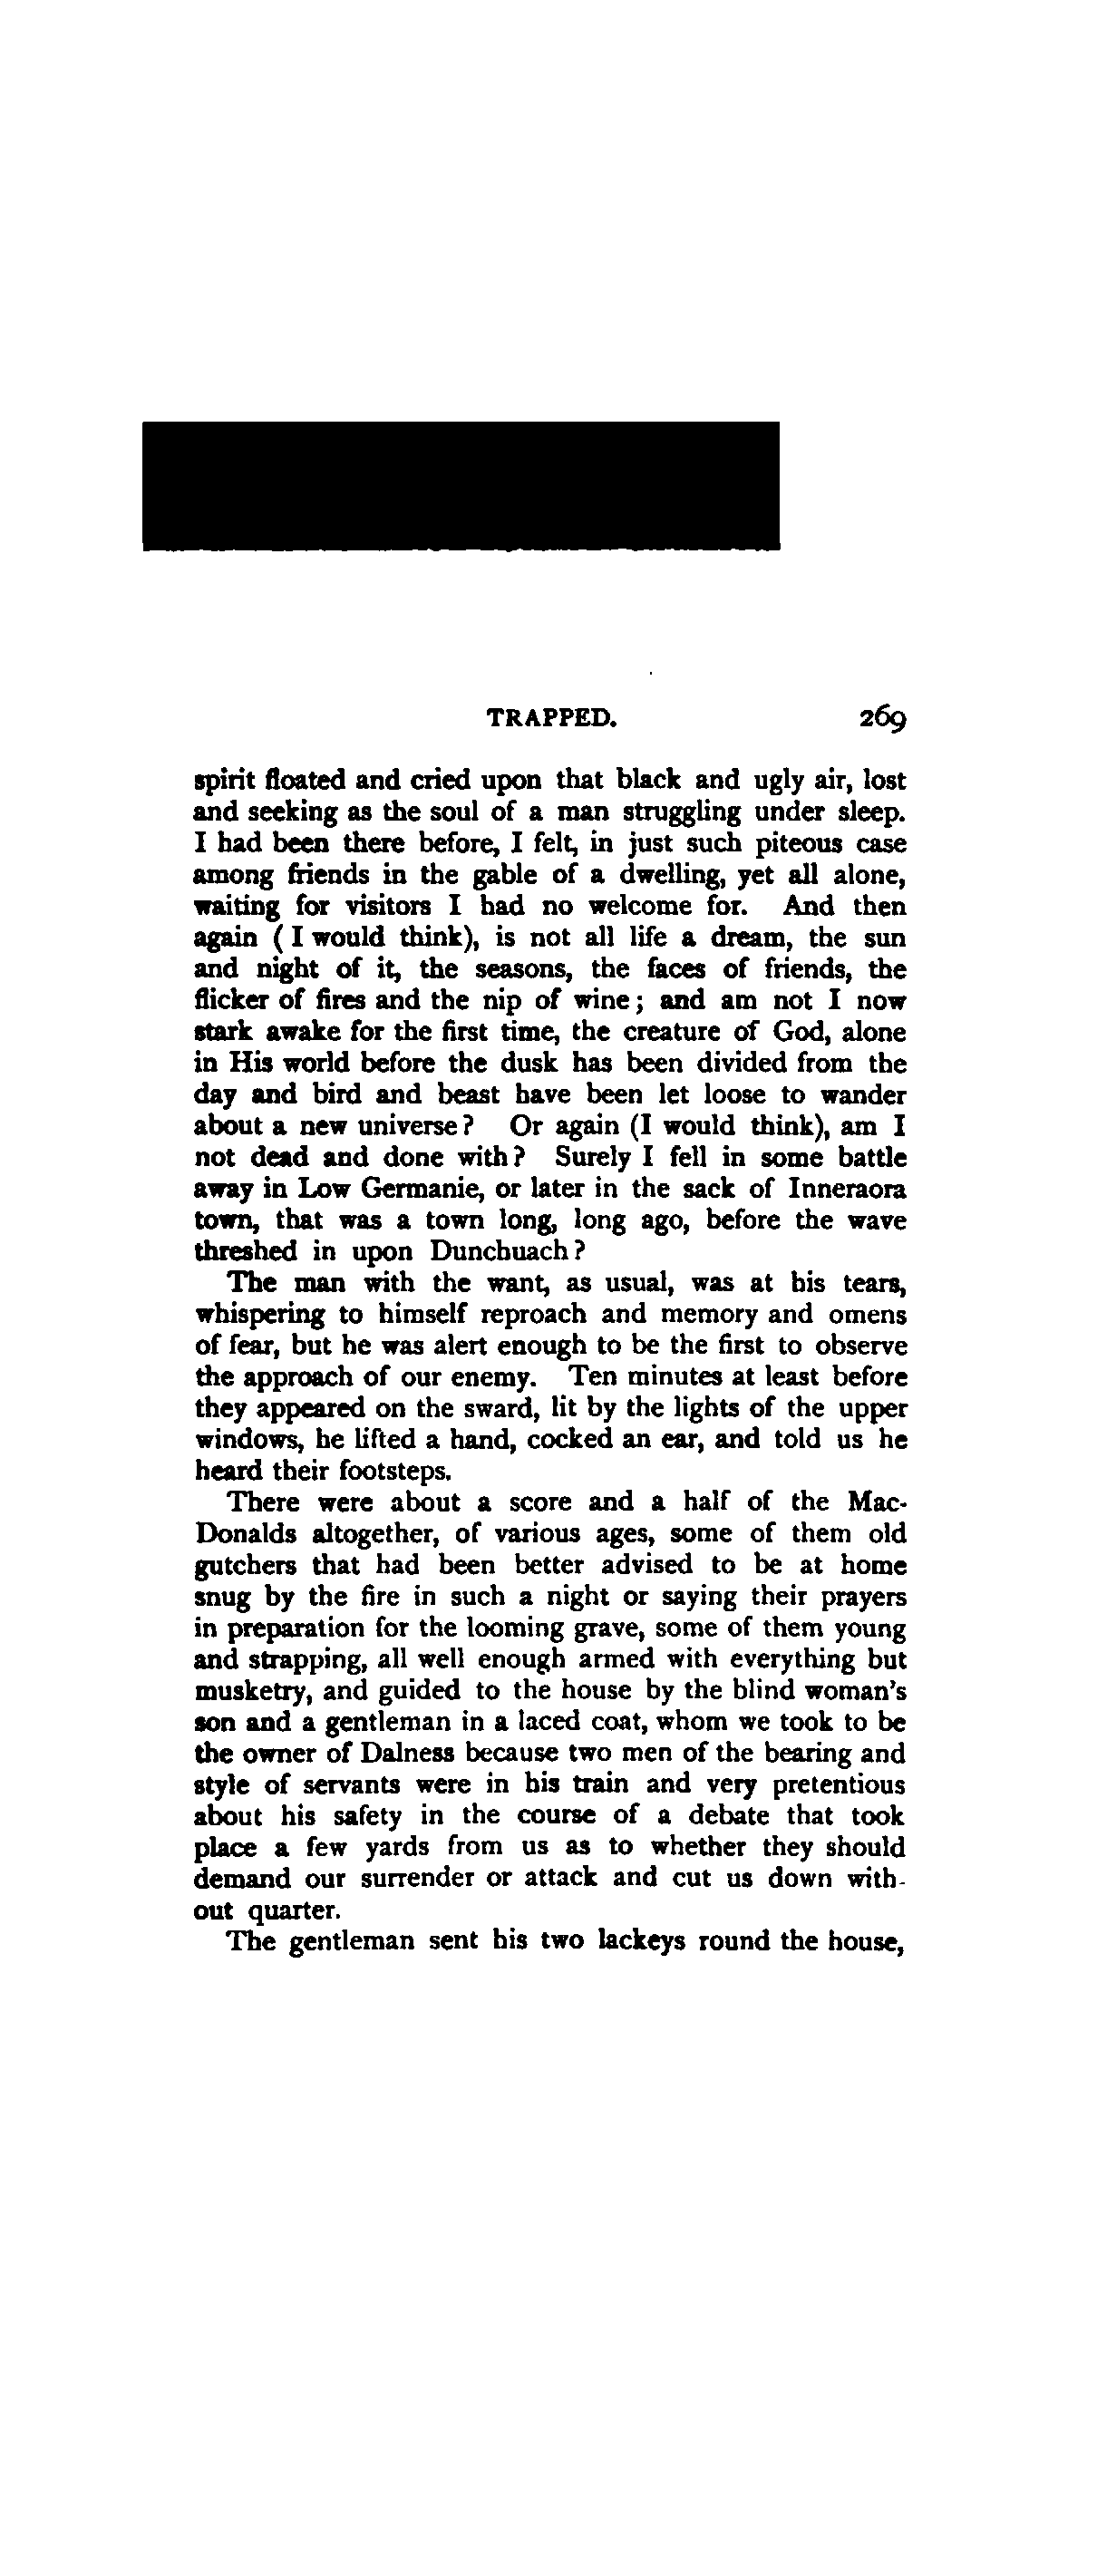 TRAPPED. 269
spirit floated and cried upon that black and ugly air, lost
and seeking as the soul of a man struggling under sleep.
I had been there before, I felt, in just such piteous case
among friends in the gable of a dwelling, yet all alone,
waiting for visitors I had no welcome for. And then
again ( I would think), is not all life a dream, the sun
and night of it, the seasons, the faces of friends, the
flicker of fires and the nip of wine; and am not I now
stark awake for the first time, the creature of God, alone
in His world before the dusk has been divided from the
day and bird and beast have been let loose to wander
about a new universe? Or again (I would think), am I
not dead and done with? Surely I fell in some battle
away in Low Germanie, or later in the sack of Inneraora
town, that was a town long, long ago, before the wave
threshed in upon Dunchuach?
The man with the want, as usual, was at his tears,
whispering to himself reproach and memory and omens
of fear, but he was alert enough to be the first to observe
the approach of our enemy. Ten minutes at least before
they appeared on the sward, lit by the lights of the upper
windows, he lifted a hand, cocked an ear, and told us he
heard their footsteps.
There were about a score and a half of the Mac-
Donalds altogether, of various ages, some of them old
gutchers that had been better advised to be at home
snug by the fire in such a night or saying their prayers
in preparation for the looming grave, some of them young
and strapping, all well enough armed with everything but
musketry, and guided to the house by the blind woman's
son and a gentleman in a laced coat, whom we took to be
the owner of Dalness because two men of the bearing and
style of servants were in his train and very pretentious
about his safety in the course of a debate that took
place a few yards from us as to whether they should
demand our surrender or attack and cut us down with-
out quarter.
The gentleman sent his two lackeys round the house,